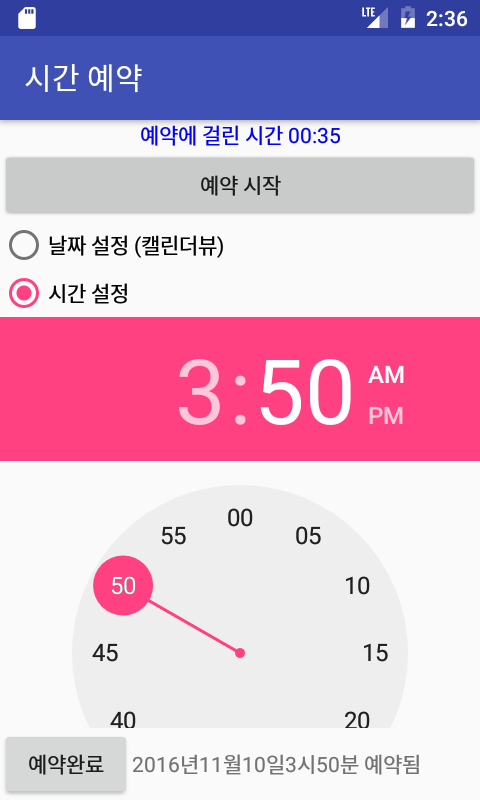 LTE 2:36
시간 예약
예약에 걸린 시간 00:35
예약 시작
날짜 설정 (캘린더뷰)
시간 설정
3:50 AM
PM
00
55 05
50 10
45 15
40 20
예약완료 2016년11월10일3시50분 예약됨